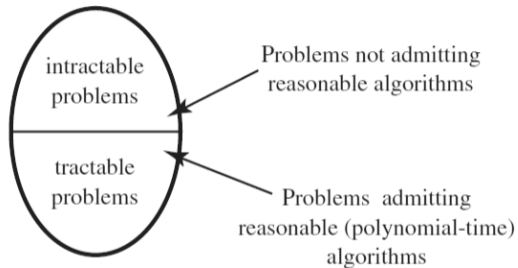 intractable
problems
Problems not admitting
reasonable algorithms
tractable
problems
Problems admitting
reasonable (polynomial-time)
algorithms